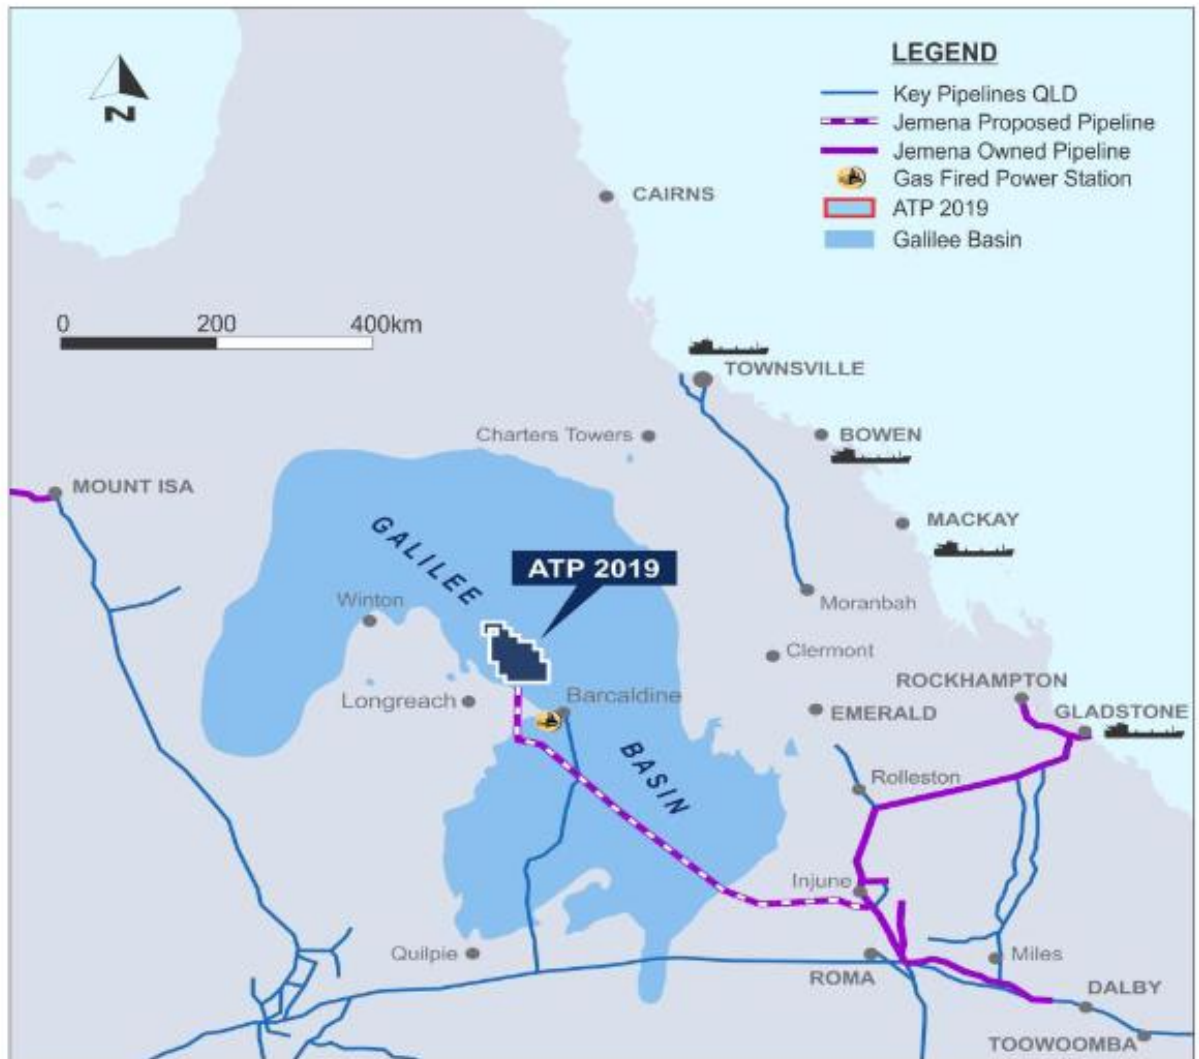 LEGEND
Key Pipelines QLD
Jemena Proposed Pipeline
Jemena Owned Pipeline
Gas Fired Power Station
ATP 2019
Galilee Basin
N
CAIRNS
0 200 400km
TOWNSVILLE
Charters Towers
BOWEN
MOUNT ISA
MACKAY
GALILEE
ATP 2019
Winton
Moranbah
Clermont
Longreach
Barcaldine
ROCKHAMPTON
EMERALD
GLADSTONE
BASIN
Rolleston
Injune
Quilpie
ROMA
Miles
DALBY
TOOWOOMBA